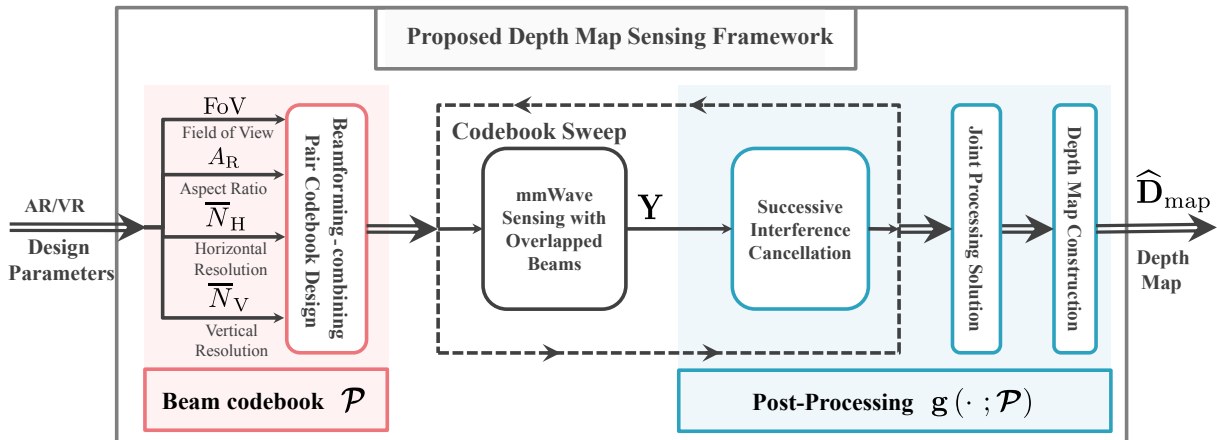 Proposed Depth Map Sensing Framework
AR/VR
Design
Parameters
FoV
Field of View
A_R
Aspect Ratio
N̅_H
Horizontal
Resolution
N̅_V
Vertical
Resolution
Beamforming-combining
Pair Codebook Design
Beam codebook 𝓟
Codebook Sweep
mmWave
Sensing with
Overlapped
Beams
Y
Successive
Interference
Cancellation
Joint Processing Solution
Depth Map Construction
Post-Processing g(· ; 𝓟)
D̂_map
Depth
Map